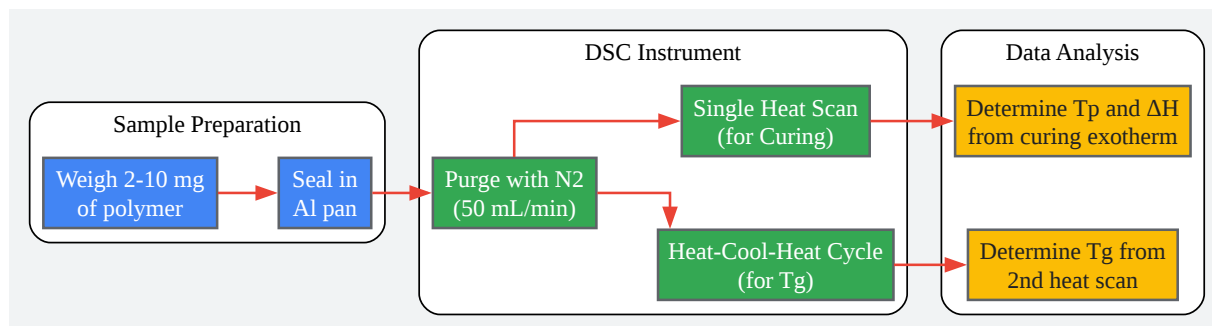 Sample Preparation
Weigh 2-10 mg
of polymer
Seal in
Al pan
DSC Instrument
Purge with N2
(50 mL/min)
Single Heat Scan
(for Curing)
Heat-Cool-Heat Cycle
(for Tg)
Data Analysis
Determine Tp and ΔH
from curing exotherm
Determine Tg from
2nd heat scan